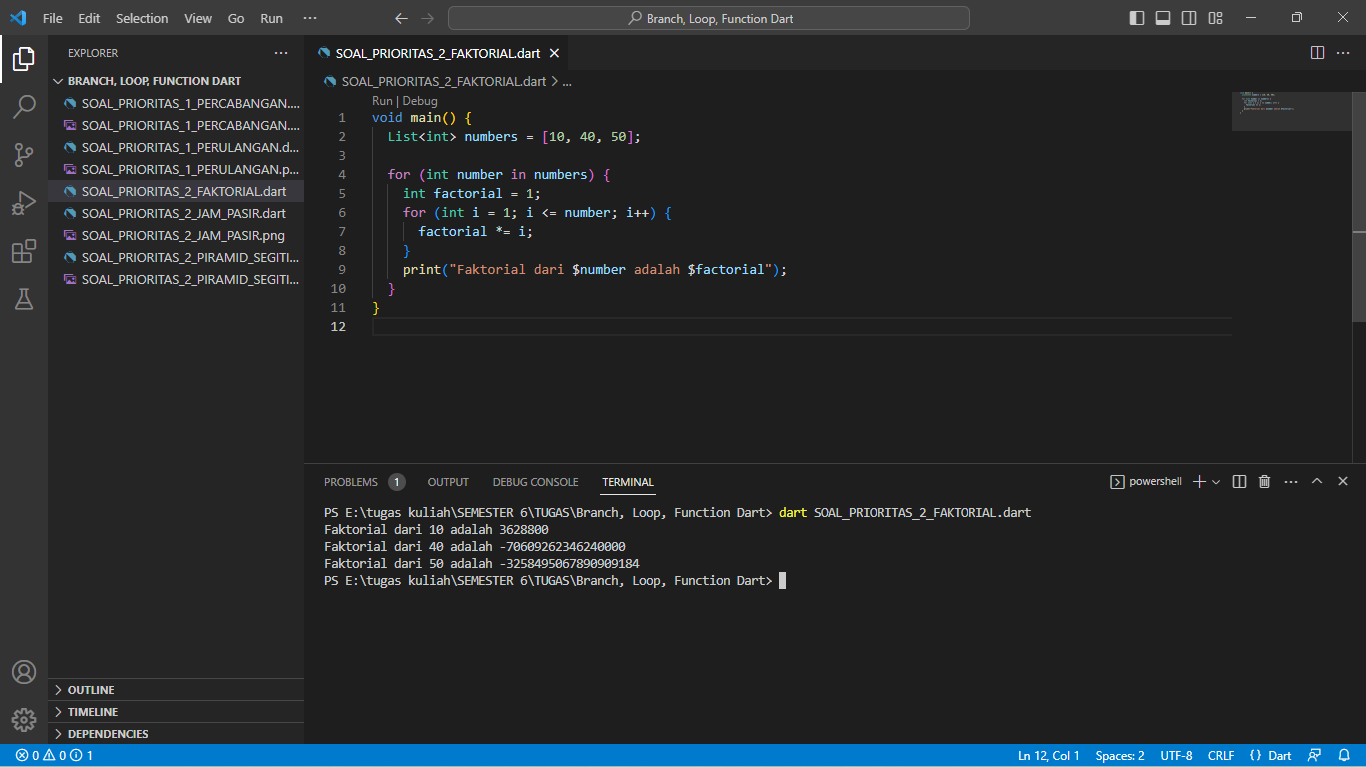 File Edit Selection View Go Run ···
Branch, Loop, Function Dart
EXPLORER
BRANCH, LOOP, FUNCTION DART
SOAL_PRIORITAS_1_PERCABANGAN....
SOAL_PRIORITAS_1_PERCABANGAN....
SOAL_PRIORITAS_1_PERULANGAN.d...
SOAL_PRIORITAS_1_PERULANGAN.p...
SOAL_PRIORITAS_2_FAKTORIAL.dart
SOAL_PRIORITAS_2_JAM_PASIR.dart
SOAL_PRIORITAS_2_JAM_PASIR.png
SOAL_PRIORITAS_2_PIRAMID_SEGITI...
SOAL_PRIORITAS_2_PIRAMID_SEGITI...
OUTLINE
TIMELINE
DEPENDENCIES
SOAL_PRIORITAS_2_FAKTORIAL.dart
SOAL_PRIORITAS_2_FAKTORIAL.dart > ...
Run | Debug
1 void main() {
2 List<int> numbers = [10, 40, 50];
3
4 for (int number in numbers) {
5 int factorial = 1;
6 for (int i = 1; i <= number; i++) {
7 factorial *= i;
8 }
9 print("Faktorial dari $number adalah $factorial");
10 }
11 }
12
PROBLEMS 1 OUTPUT DEBUG CONSOLE TERMINAL powershell
PS E:\tugas kuliah\SEMESTER 6\TUGAS\Branch, Loop, Function Dart> dart SOAL_PRIORITAS_2_FAKTORIAL.dart
Faktorial dari 10 adalah 3628800
Faktorial dari 40 adalah -70609262346240000
Faktorial dari 50 adalah -3258495067890909184
PS E:\tugas kuliah\SEMESTER 6\TUGAS\Branch, Loop, Function Dart>
0 0 1 Ln 12, Col 1 Spaces: 2 UTF-8 CRLF {} Dart